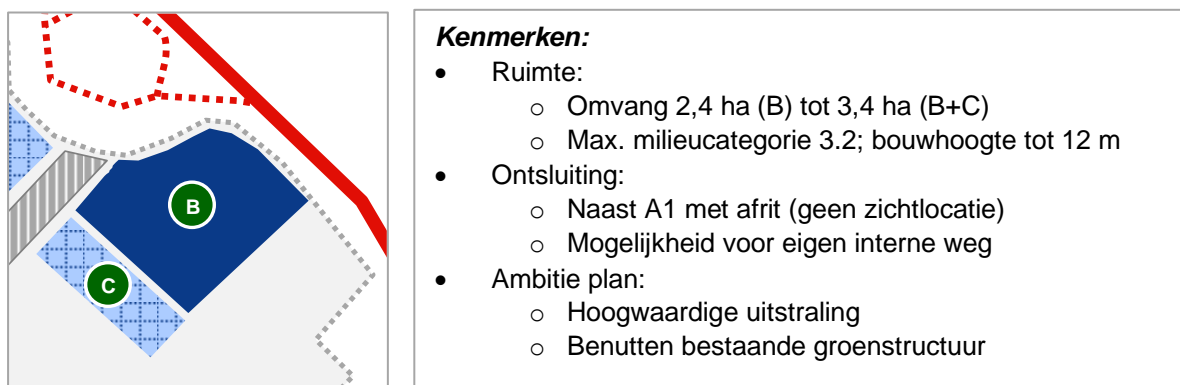 B
C
Kenmerken:
• Ruimte:
o Omvang 2,4 ha (B) tot 3,4 ha (B+C)
o Max. milieucategorie 3.2; bouwhoogte tot 12 m
• Ontsluiting:
o Naast A1 met afrit (geen zichtlocatie)
o Mogelijkheid voor eigen interne weg
• Ambitie plan:
o Hoogwaardige uitstraling
o Benutten bestaande groenstructuur